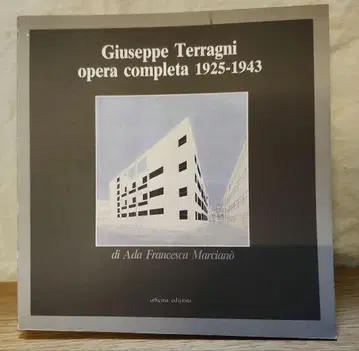 Giuseppe Terragni
opera completa 1925-1943
di Ada Francesca Marcianò
officina edizioni